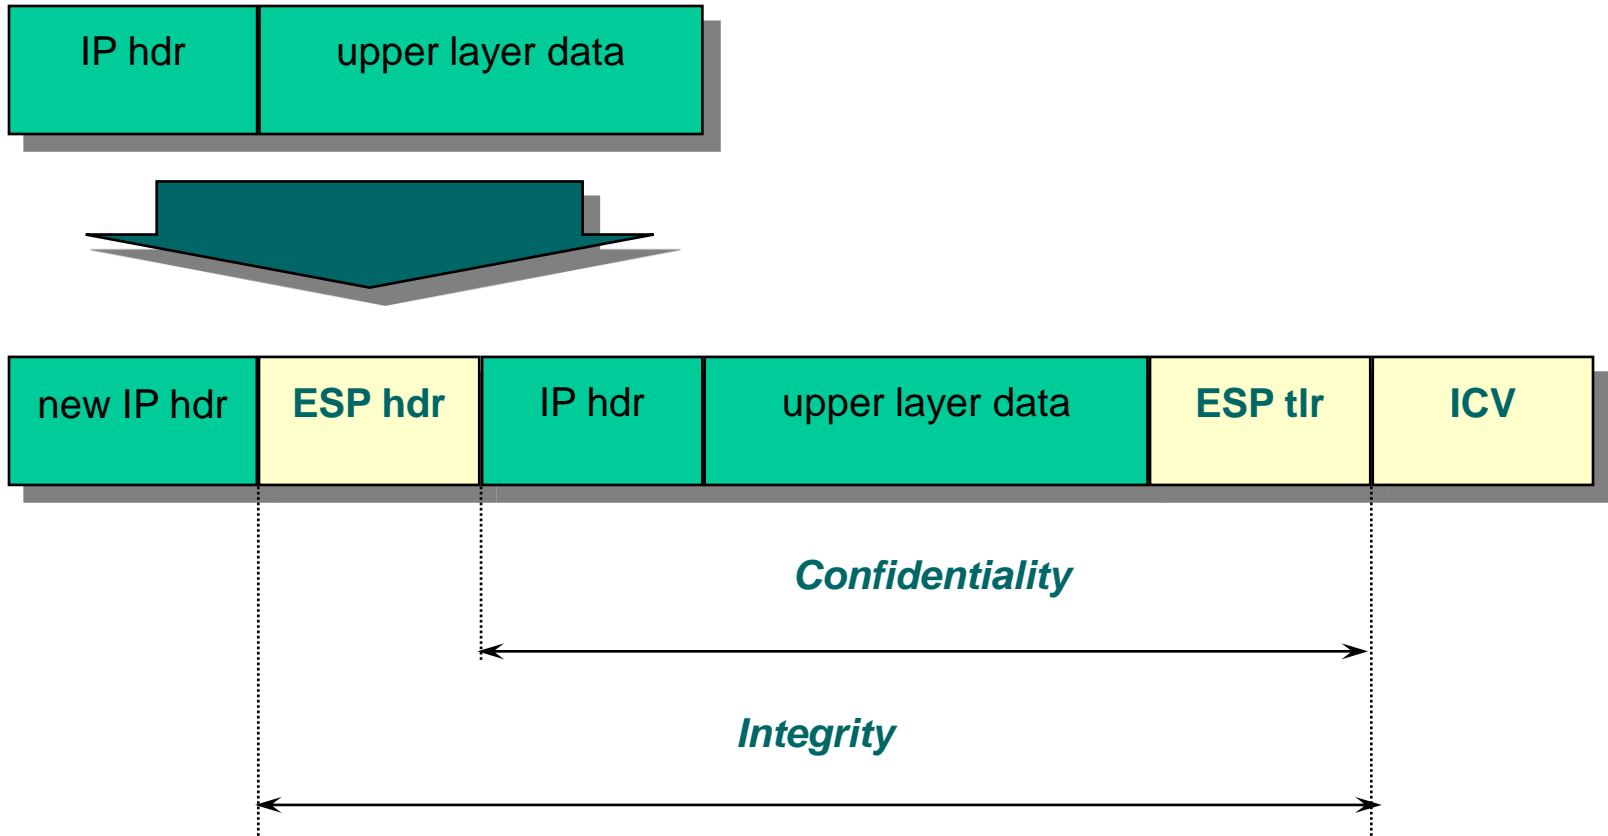 IP hdr upper layer data
new IP hdr ESP hdr IP hdr upper layer data ESP tlr ICV
Confidentiality
Integrity